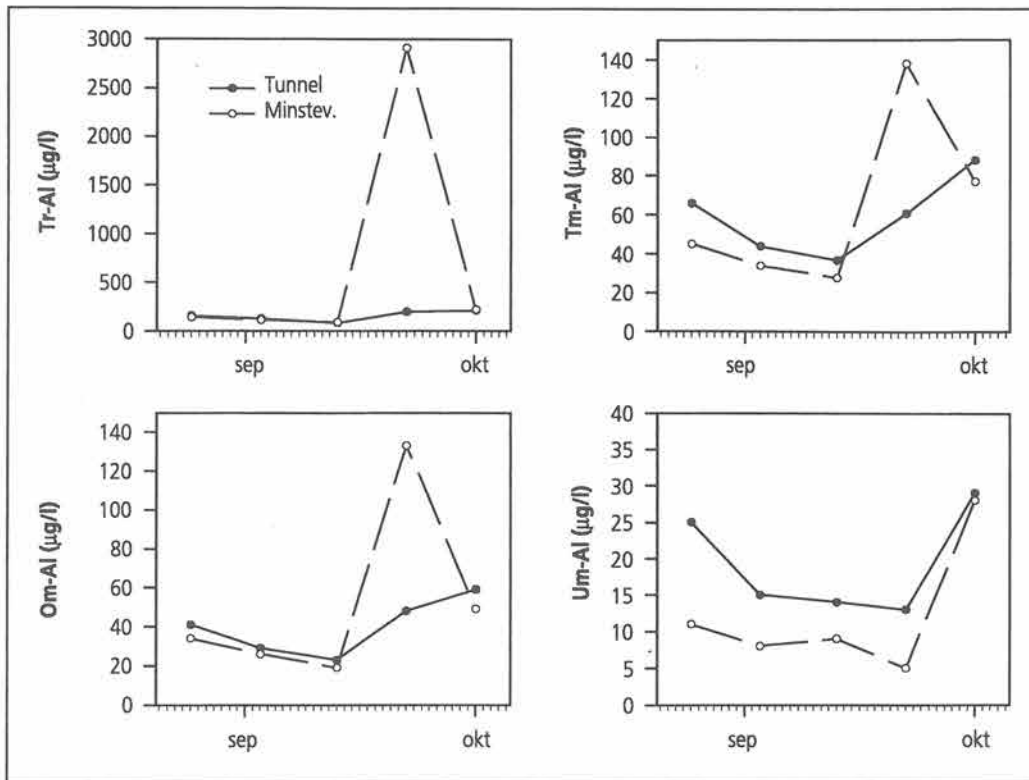 Tr-Al (µg/l)
3000
2500
2000
1500
1000
500
0
Tunnel
Minstev.
sep
okt
Tm-Al (µg/l)
140
120
100
80
60
40
20
0
sep
okt
Om-Al (µg/l)
140
120
100
80
60
40
20
0
sep
okt
Um-Al (µg/l)
40
35
30
25
20
15
10
5
0
sep
okt